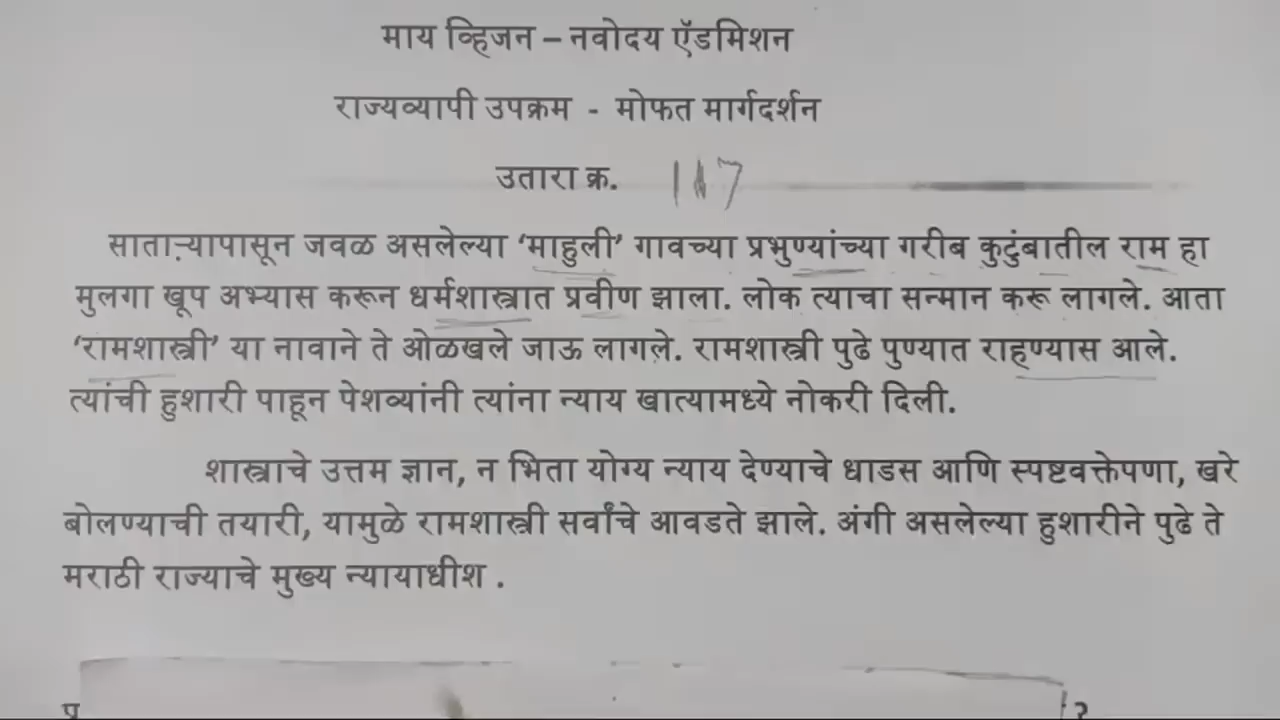 माय व्हिजन – नवोदय ऍडमिशन
राज्यव्यापी उपक्रम - मोफत मार्गदर्शन
उतारा क्र. 117
साताऱ्यापासून जवळ असलेल्या ‘माहुली’ गावच्या प्रभुण्यांच्या गरीब कुटुंबातील राम हा
मुलगा खूप अभ्यास करून धर्मशास्त्रात प्रवीण झाला. लोक त्याचा सन्मान करू लागले. आता
‘रामशास्त्री’ या नावाने ते ओळखले जाऊ लागले. रामशास्त्री पुढे पुण्यात राहण्यास आले.
त्यांची हुशारी पाहून पेशव्यांनी त्यांना न्याय खात्यामध्ये नोकरी दिली.
शास्त्राचे उत्तम ज्ञान, न भिता योग्य न्याय देण्याचे धाडस आणि स्पष्टवक्तेपणा, खरे
बोलण्याची तयारी, यामुळे रामशास्त्री सर्वांचे आवडते झाले. अंगी असलेल्या हुशारीने पुढे ते
मराठी राज्याचे मुख्य न्यायाधीश .